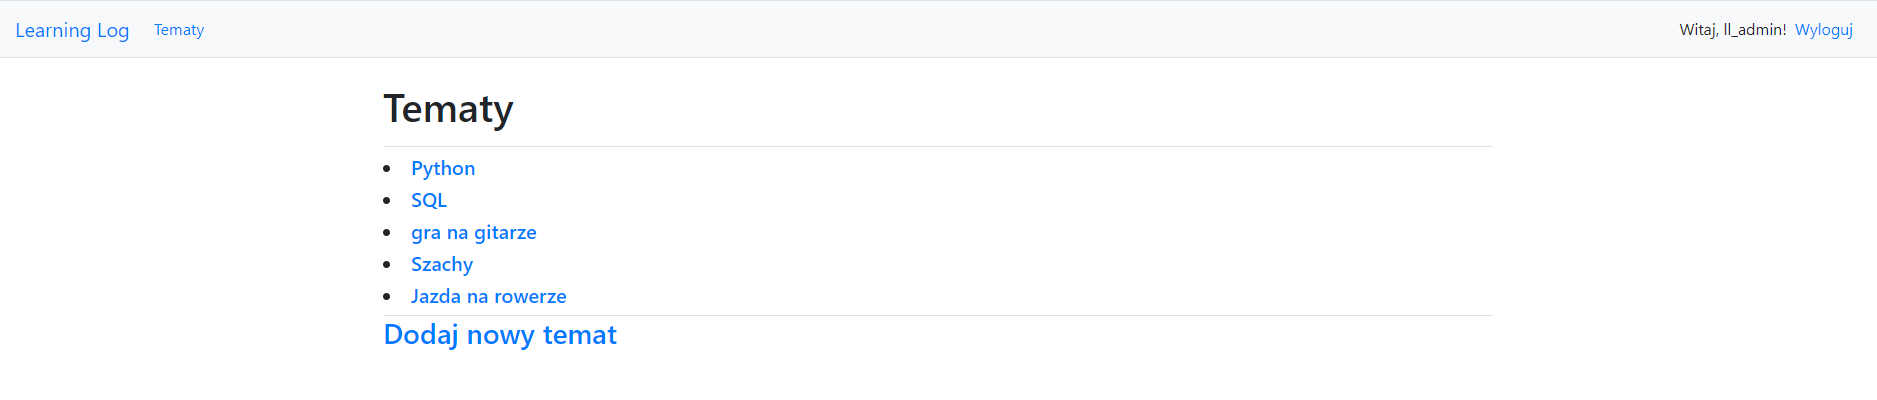 Learning Log Tematy Witaj, ll_admin! Wyloguj
Tematy
Python
SQL
gra na gitarze
Szachy
Jazda na rowerze
Dodaj nowy temat